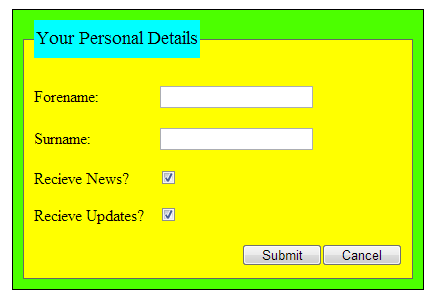 Your Personal Details
Forename:
Surname:
Recieve News?
Recieve Updates?
Submit Cancel